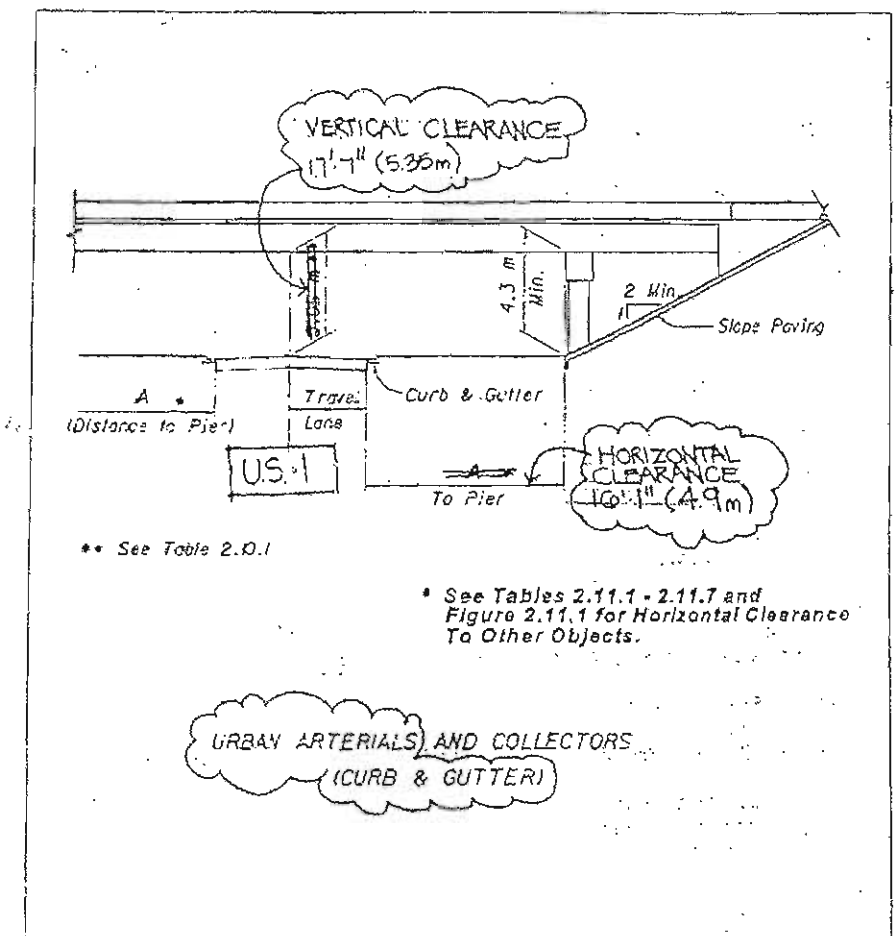 VERTICAL CLEARANCE
17'-7" (5.35m)
4.3 m
Min.
2 Min.
1
Slope Paving
A *
(Distance to Pier)
Travel
Lane
Curb & Gutter
U.S. 1
To Pier
HORIZONTAL
CLEARANCE
16'-1" (4.9m)
** See Table 2.10.1
* See Tables 2.11.1 - 2.11.7 and
Figure 2.11.1 for Horizontal Clearance
To Other Objects.
URBAN ARTERIALS AND COLLECTORS
(CURB & GUTTER)